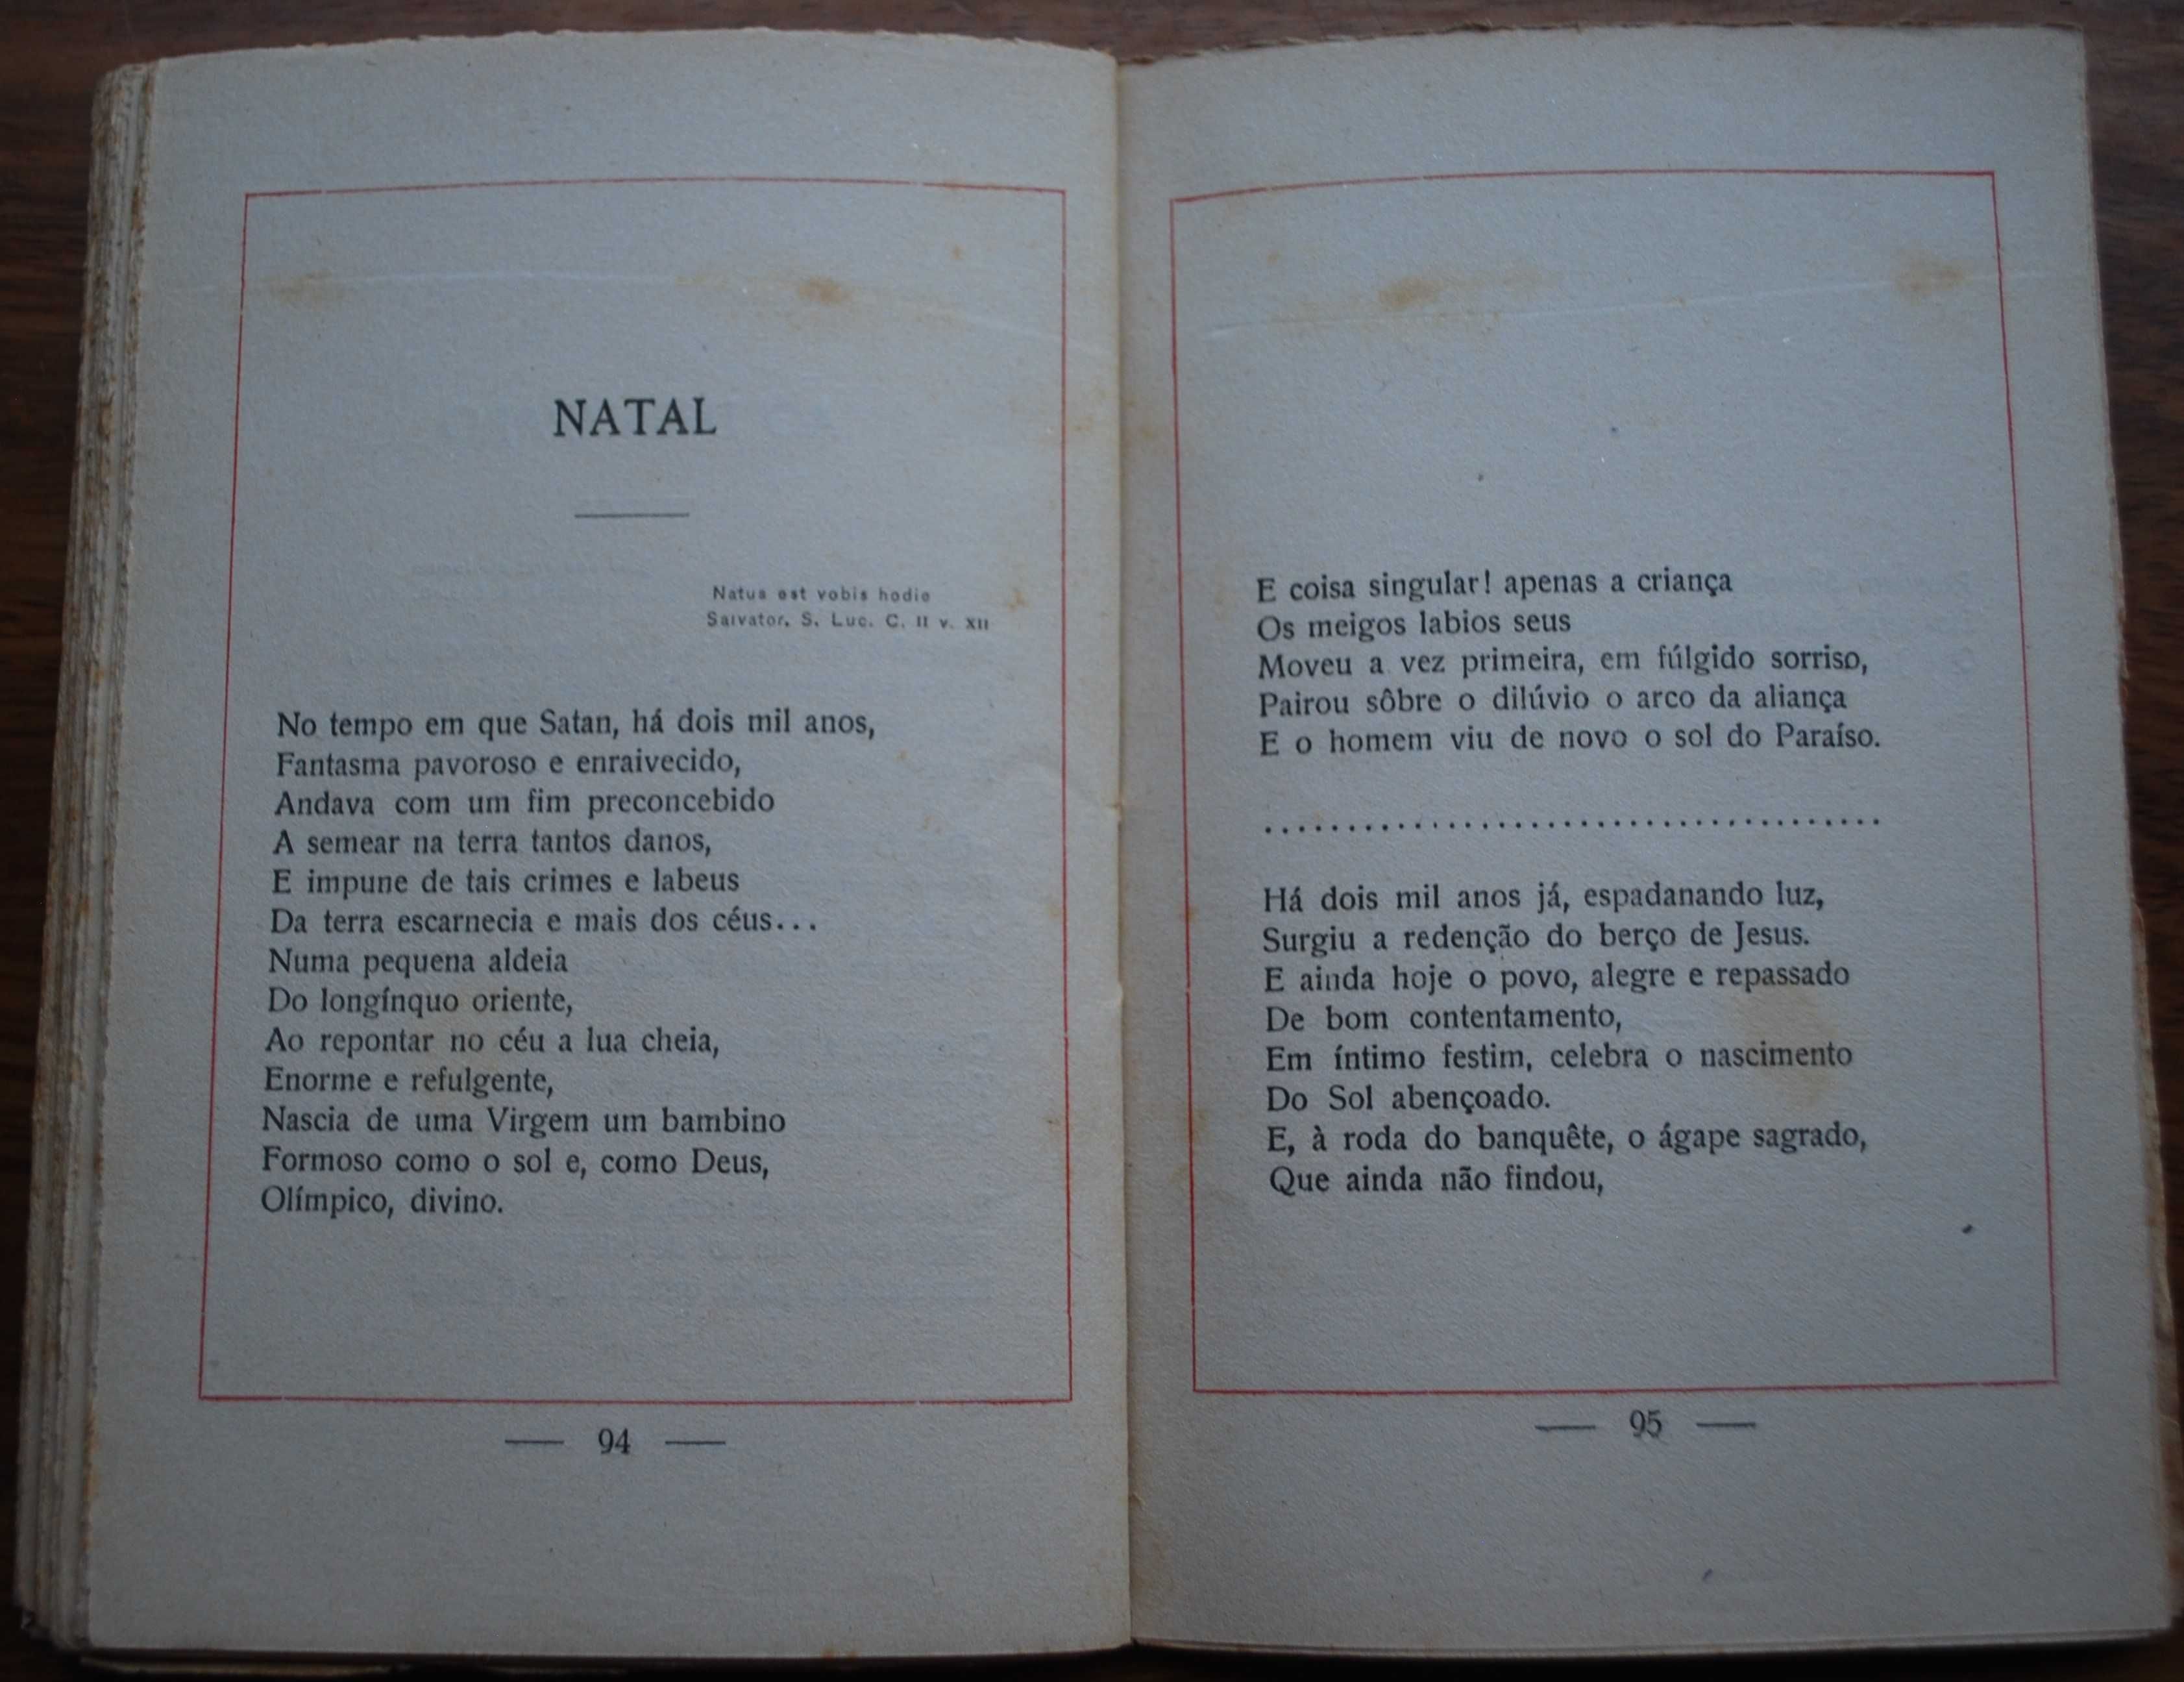 NATAL
Natus est vobis hodie
Salvator. S. Luc. C. II v. XII
No tempo em que Satan, há dois mil anos,
Fantasma pavoroso e enraivecido,
Andava com um fim preconcebido
A semear na terra tantos danos,
E impune de tais crimes e labeus
Da terra escarnecia e mais dos céus...
Numa pequena aldeia
Do longínquo oriente,
Ao repontar no céu a lua cheia,
Enorme e refulgente,
Nascia de uma Virgem um bambino
Formoso como o sol e, como Deus,
Olímpico, divino.
— 94 —
E coisa singular! apenas a criança
Os meigos labios seus
Moveu a vez primeira, em fúlgido sorriso,
Pairou sôbre o dilúvio o arco da aliança
E o homem viu de novo o sol do Paraíso.
.......................................
Há dois mil anos já, espadanando luz,
Surgiu a redenção do berço de Jesus.
E ainda hoje o povo, alegre e repassado
De bom contentamento,
Em íntimo festim, celebra o nascimento
Do Sol abençoado.
E, à roda do banquête, o ágape sagrado,
Que ainda não findou,
— 95 —